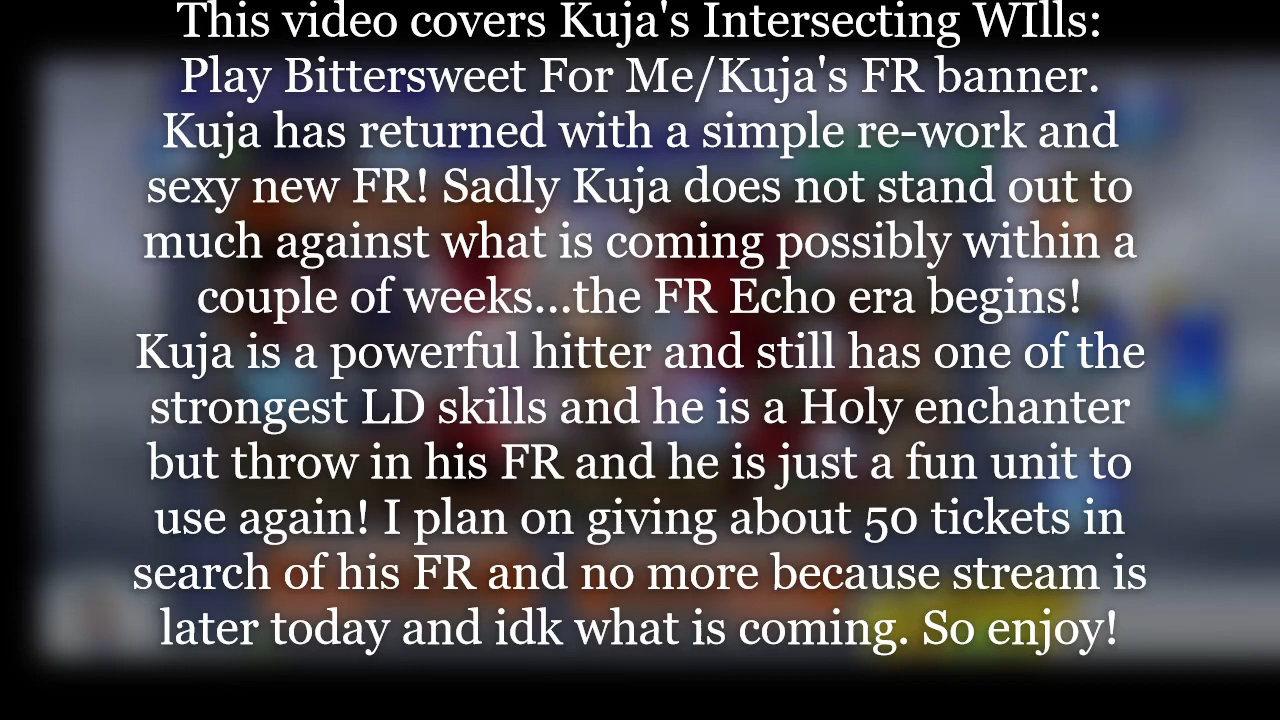 This video covers Kuja's Intersecting WIlls:
Play Bittersweet For Me/Kuja's FR banner.
Kuja has returned with a simple re-work and
sexy new FR! Sadly Kuja does not stand out to
much against what is coming possibly within a
couple of weeks...the FR Echo era begins!
Kuja is a powerful hitter and still has one of the
strongest LD skills and he is a Holy enchanter
but throw in his FR and he is just a fun unit to
use again! I plan on giving about 50 tickets in
search of his FR and no more because stream is
later today and idk what is coming. So enjoy!